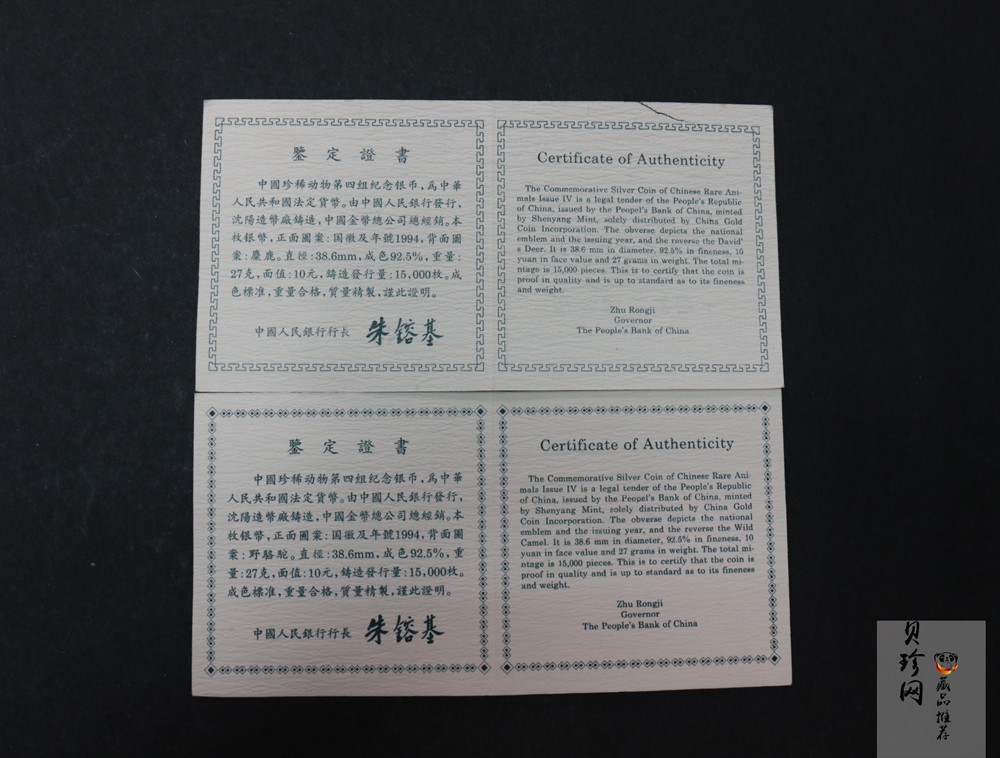 鑒定證書
中國珍稀动物第四组纪念银币，爲中華
人民共和國法定貨幣。由中國人民银行發行，
沈陽造幣廠鑄造，中國金幣總公司總經銷。本
枚银幣，正面圖案：国徽及年號1994，背面圖
案：麋鹿。直徑：38.6mm，成色92.5%，重量：
27克，面值：10元，鑄造發行量：15,000枚。成
色標准，重量合格，質量精製，謹此證明。
中國人民銀行行長 朱镕基
Certificate of Authenticity
The Commemorative Silver Coin of Chinese Rare Ani-
mals Issue IV is a legal tender of the People's Republic
of China, issued by the Peopel's Bank of China, minted
by Shenyang Mint, solely distributed by China Gold
Coin Incorporation. The obverse depicts the national
emblem and the issuing year, and the reverse the David'
s Deer. It is 38.6 mm in diameter, 92.5% in fineness, 10
yuan in face value and 27 grams in weight. The total mi-
ntage is 15,000 pieces. This is to certify that the coin is
proof in quality and is up to standard as to its fineness
and weight.
Zhu Rongji
Governor
The People's Bank of China
鑒定證書
中國珍稀动物第四组纪念银币，爲中華
人民共和國法定貨幣。由中國人民银行發行，
沈陽造幣廠鑄造，中國金幣總公司總經銷。本
枚银幣，正面圖案：国徽及年號1994，背面圖
案：野駱駝。直徑：38.6mm，成色92.5%，重
量：27克，面值：10元，鑄造發行量：15,000枚。
成色標准，重量合格，質量精製，謹此證明。
中國人民銀行行長 朱镕基
Certificate of Authenticity
The Commemorative Silver Coin of Chinese Rare Ani-
mals Issue IV is a legal tender of the People's Republic
of China, issued by the Peopel's Bank of China, minted
by Shenyang Mint, solely distributed by China Gold
Coin Incorporation. The obverse depicts the national
emblem and the issuing year, and the reverse the Wild
Camel. It is 38.6 mm in diameter, 92.5% in fineness, 10
yuan in face value and 27 grams in weight. The total mi-
ntage is 15,000 pieces. This is to certify that the coin is
proof in quality and is up to standard as to its fineness
and weight.
Zhu Rongji
Governor
The People's Bank of China
贝珍网
藏品推荐